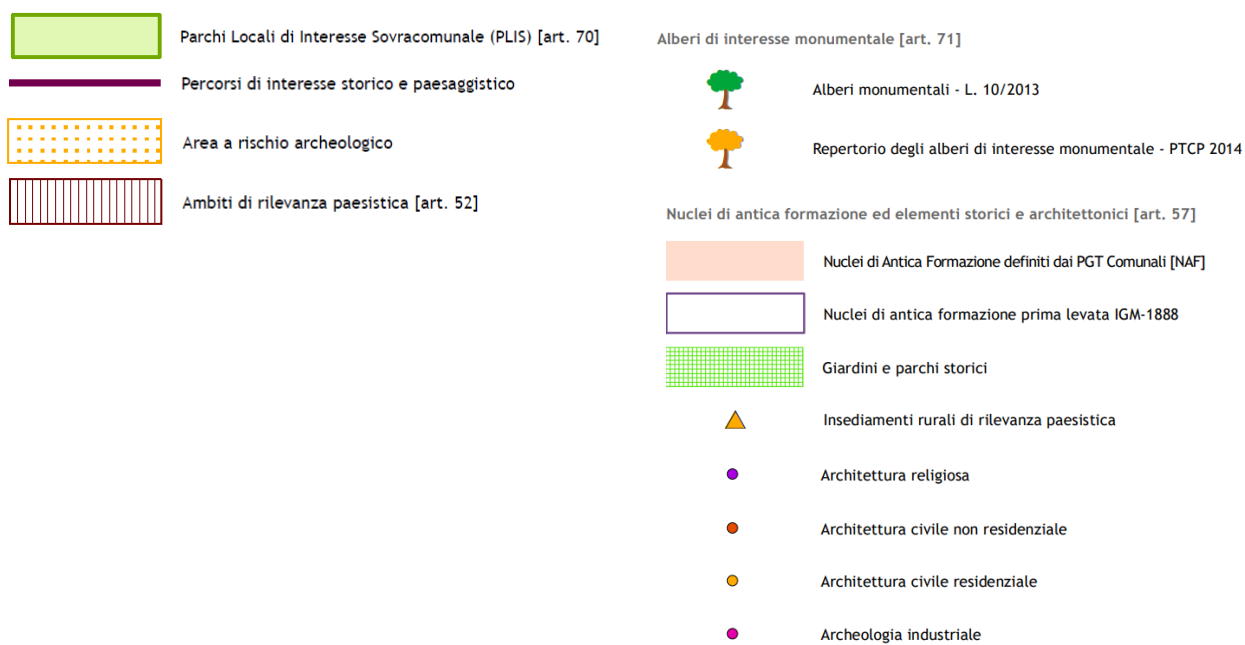 Parchi Locali di Interesse Sovracomunale (PLIS) [art. 70]
Percorsi di interesse storico e paesaggistico
Area a rischio archeologico
Ambiti di rilevanza paesistica [art. 52]
Alberi di interesse monumentale [art. 71]
Alberi monumentali - L. 10/2013
Repertorio degli alberi di interesse monumentale - PTCP 2014
Nuclei di antica formazione ed elementi storici e architettonici [art. 57]
Nuclei di Antica Formazione definiti dai PGT Comunali [NAF]
Nuclei di antica formazione prima levata IGM-1888
Giardini e parchi storici
Insediamenti rurali di rilevanza paesistica
Architettura religiosa
Architettura civile non residenziale
Architettura civile residenziale
Archeologia industriale